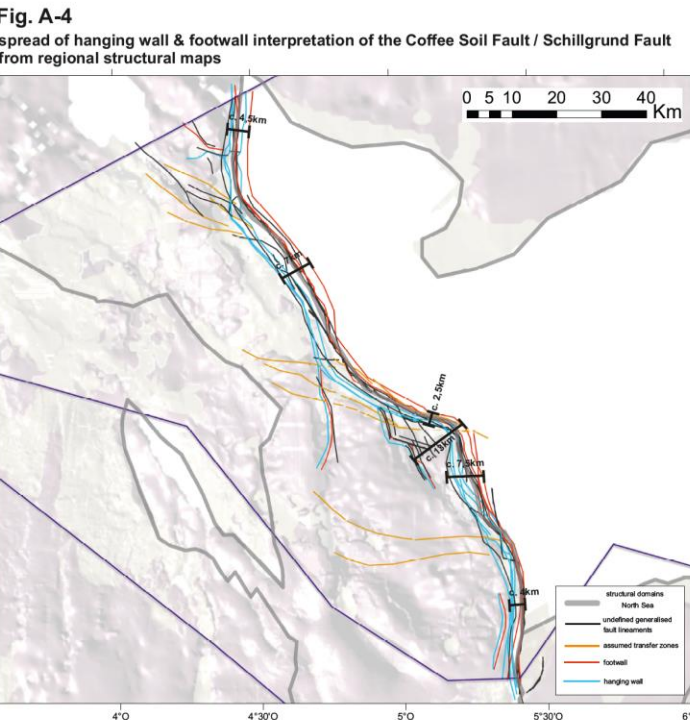 Fig. A-4
spread of hanging wall & footwall interpretation of the Coffee Soil Fault / Schillgrund Fault
from regional structural maps
0 5 10 20 30 40
Km
c. 4,5km
c. 7km
c. 2,5km
c. 13km
c. 7,5km
c. 4km
structural domains
North Sea
undefined generalised
fault lineaments
assumed transfer zones
footwall
hanging wall
4°O 4°30'O 5°O 5°30'O 6°